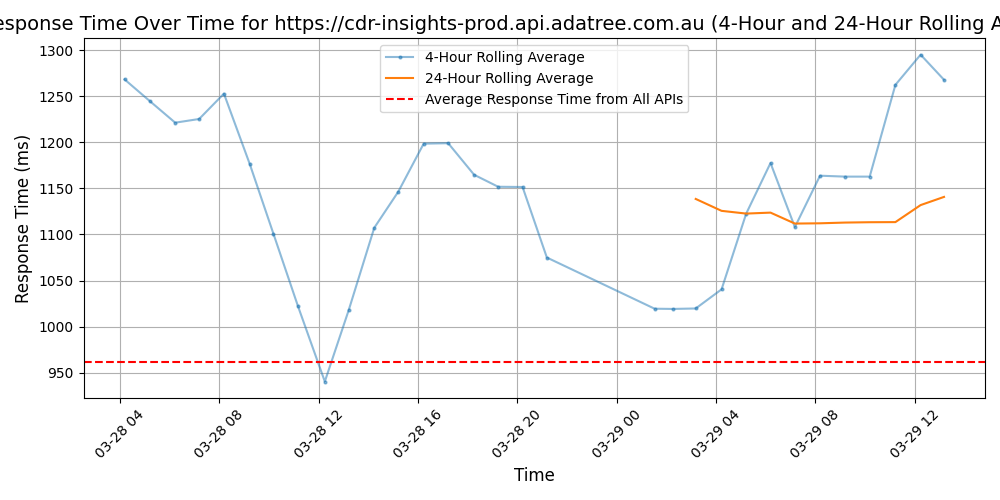 esponse Time Over Time for https://cdr-insights-prod.api.adatree.com.au (4-Hour and 24-Hour Rolling A
4-Hour Rolling Average
24-Hour Rolling Average
Average Response Time from All APIs
Response Time (ms)
1300
1250
1200
1150
1100
1050
1000
950
03-28 04
03-28 08
03-28 12
03-28 16
03-28 20
03-29 00
03-29 04
03-29 08
03-29 12
Time